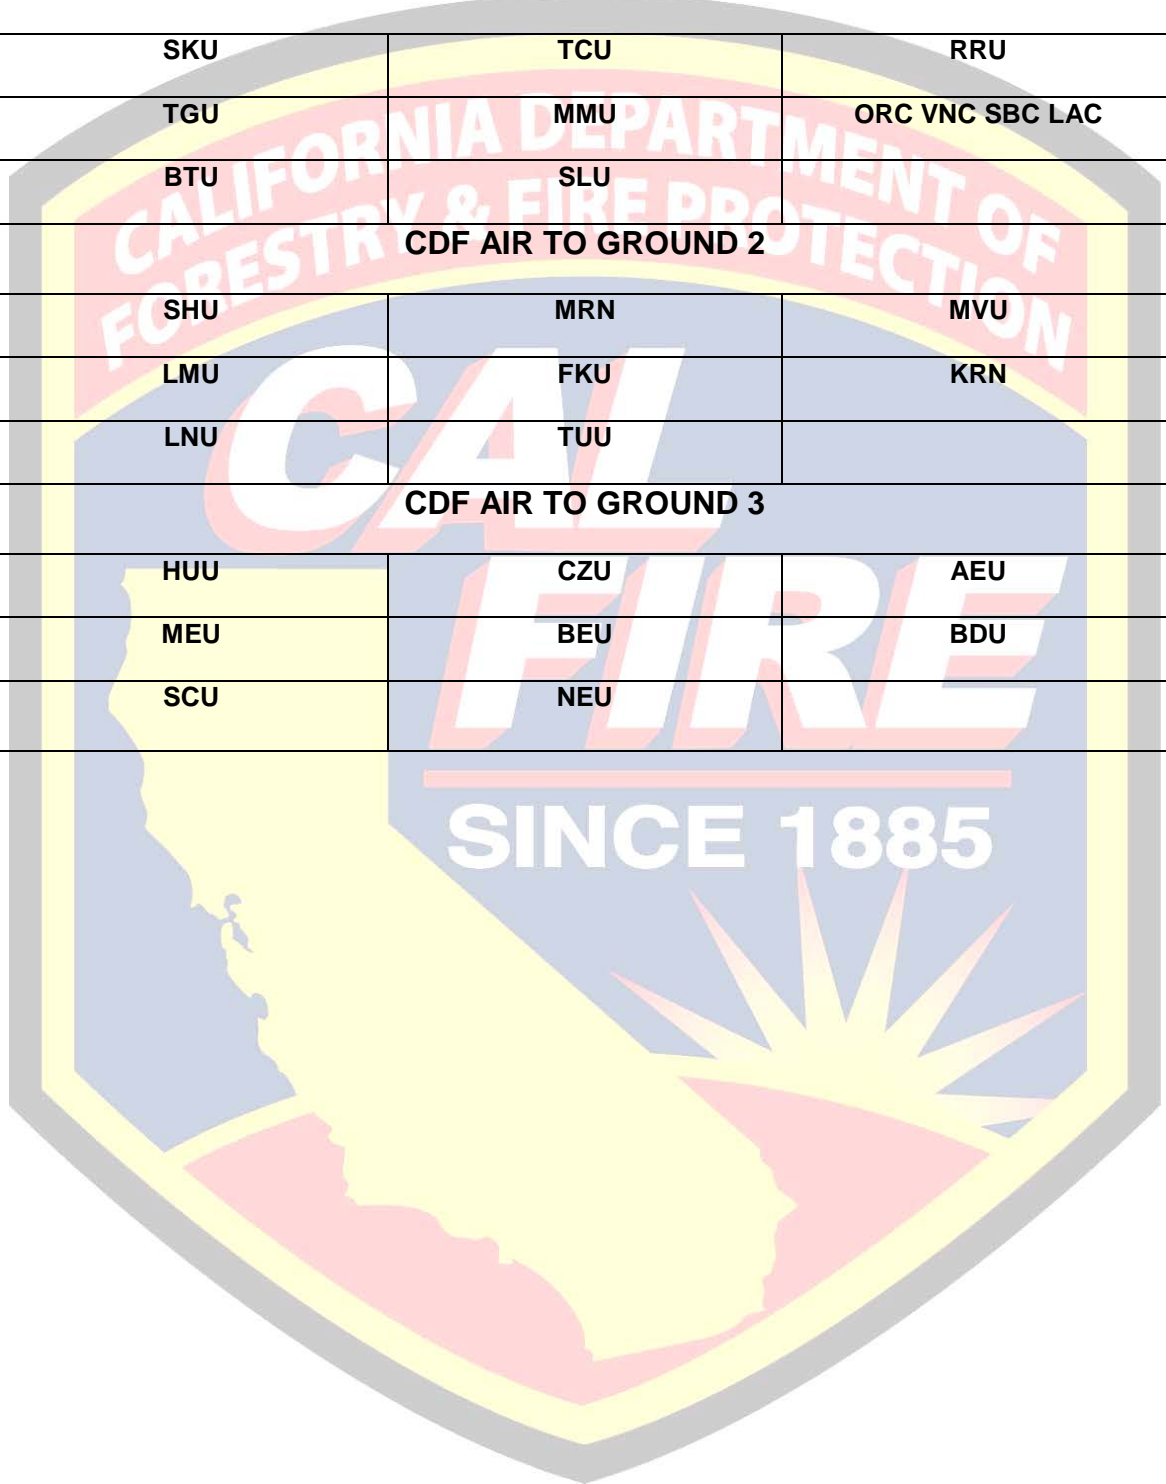 SKU TCU RRU
TGU MMU ORC VNC SBC LAC
BTU SLU
CDF AIR TO GROUND 2
SHU MRN MVU
LMU FKU KRN
LNU TUU
CDF AIR TO GROUND 3
HUU CZU AEU
MEU BEU BDU
SCU NEU
CALIFORNIA DEPARTMENT OF
FORESTRY & FIRE PROTECTION
CAL
FIRE
SINCE 1885